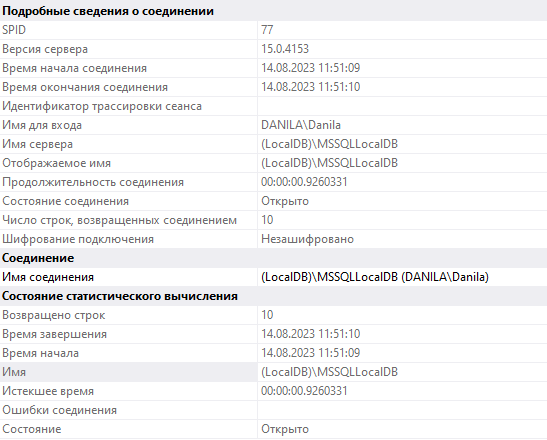 Подробные сведения о соединении
SPID 77
Версия сервера 15.0.4153
Время начала соединения 14.08.2023 11:51:09
Время окончания соединения 14.08.2023 11:51:10
Идентификатор трассировки сеанса
Имя для входа DANILA\Danila
Имя сервера (LocalDB)\MSSQLLocalDB
Отображаемое имя (LocalDB)\MSSQLLocalDB
Продолжительность соединения 00:00:00.9260331
Состояние соединения Открыто
Число строк, возвращенных соединением 10
Шифрование подключения Незашифровано
Соединение
Имя соединения (LocalDB)\MSSQLLocalDB (DANILA\Danila)
Состояние статистического вычисления
Возвращено строк 10
Время завершения 14.08.2023 11:51:10
Время начала 14.08.2023 11:51:09
Имя (LocalDB)\MSSQLLocalDB
Истекшее время 00:00:00.9260331
Ошибки соединения
Состояние Открыто